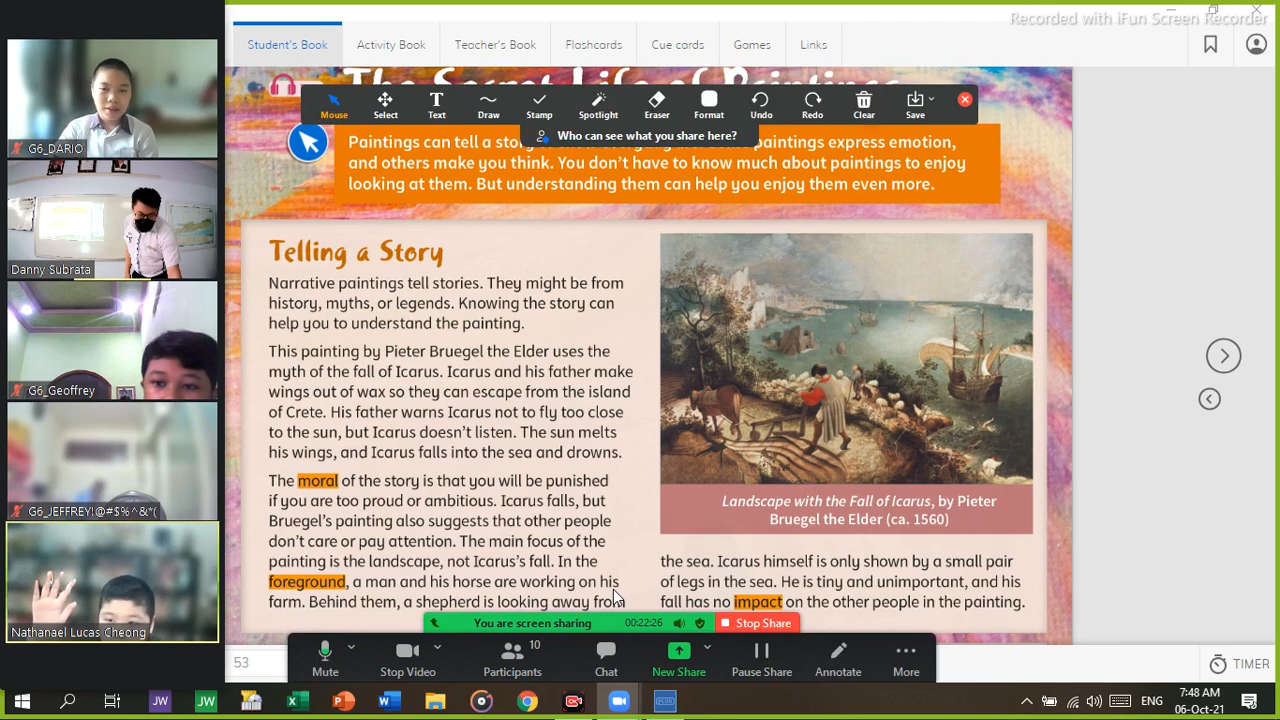 Recorded with iFun Screen Recorder
Student's Book
Activity Book
Teacher's Book
Flashcards
Cue cards
Games
Links
The Secret Life of Paintings
Mouse
Select
Text
Draw
Stamp
Spotlight
Eraser
Format
Undo
Redo
Clear
Save
Who can see what you share here?
Paintings can tell a story paintings express emotion,
and others make you think. You don't have to know much about paintings to enjoy
looking at them. But understanding them can help you enjoy them even more.
Telling a Story
Narrative paintings tell stories. They might be from
history, myths, or legends. Knowing the story can
help you to understand the painting.
This painting by Pieter Bruegel the Elder uses the
myth of the fall of Icarus. Icarus and his father make
wings out of wax so they can escape from the island
of Crete. His father warns Icarus not to fly too close
to the sun, but Icarus doesn't listen. The sun melts
his wings, and Icarus falls into the sea and drowns.
The moral of the story is that you will be punished
if you are too proud or ambitious. Icarus falls, but
Bruegel's painting also suggests that other people
don't care or pay attention. The main focus of the
painting is the landscape, not Icarus's fall. In the
foreground, a man and his horse are working on his
farm. Behind them, a shepherd is looking away from
Landscape with the Fall of Icarus, by Pieter
Bruegel the Elder (ca. 1560)
the sea. Icarus himself is only shown by a small pair
of legs in the sea. He is tiny and unimportant, and his
fall has no impact on the other people in the painting.
G6_DARIO
Danny Subrata
G6_Geoffrey
G6_JEFFREY!@#$%^&*(
Nathanael Lucas Cheong
You are screen sharing
00:22:26
Stop Share
53
Mute
Stop Video
10
Participants
Chat
New Share
Pause Share
Annotate
More
TIMER
JW
JW
ENG
7:48 AM
06-Oct-21